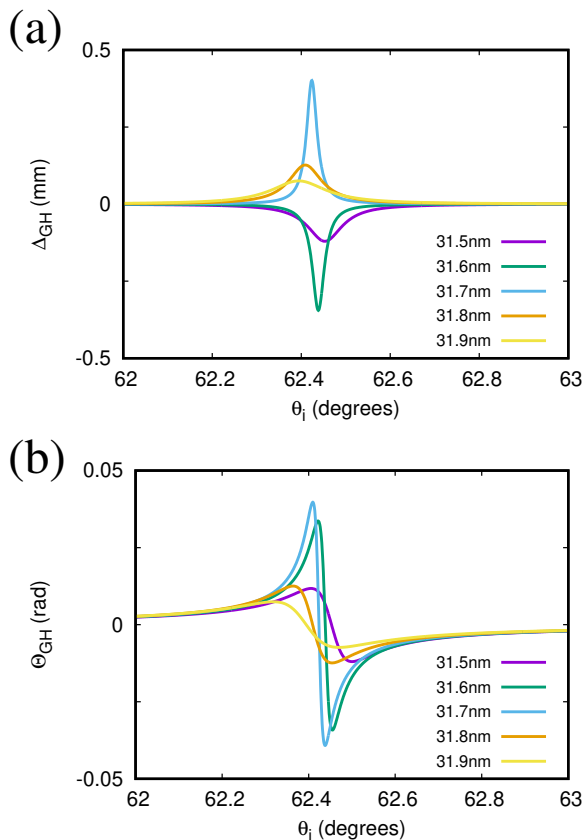 (a)
0.5
0
-0.5
Δ_GH (mm)
31.5nm
31.6nm
31.7nm
31.8nm
31.9nm
62 62.2 62.4 62.6 62.8 63
θ_i (degrees)
(b)
0.05
0
-0.05
Θ_GH (rad)
31.5nm
31.6nm
31.7nm
31.8nm
31.9nm
62 62.2 62.4 62.6 62.8 63
θ_i (degrees)